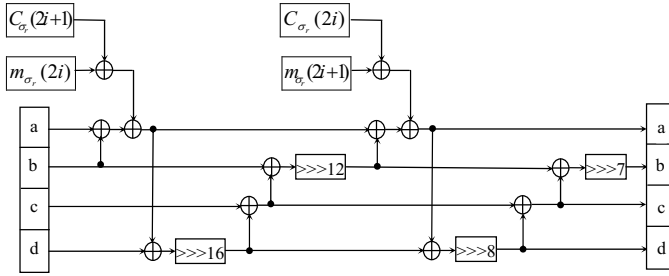 C_{σ_r}(2i+1)
C_{σ_r}(2i)
m_{σ_r}(2i)
m_{σ_r}(2i+1)
a
a
b
>>>12
>>>7
b
c
c
d
>>>16
>>>8
d